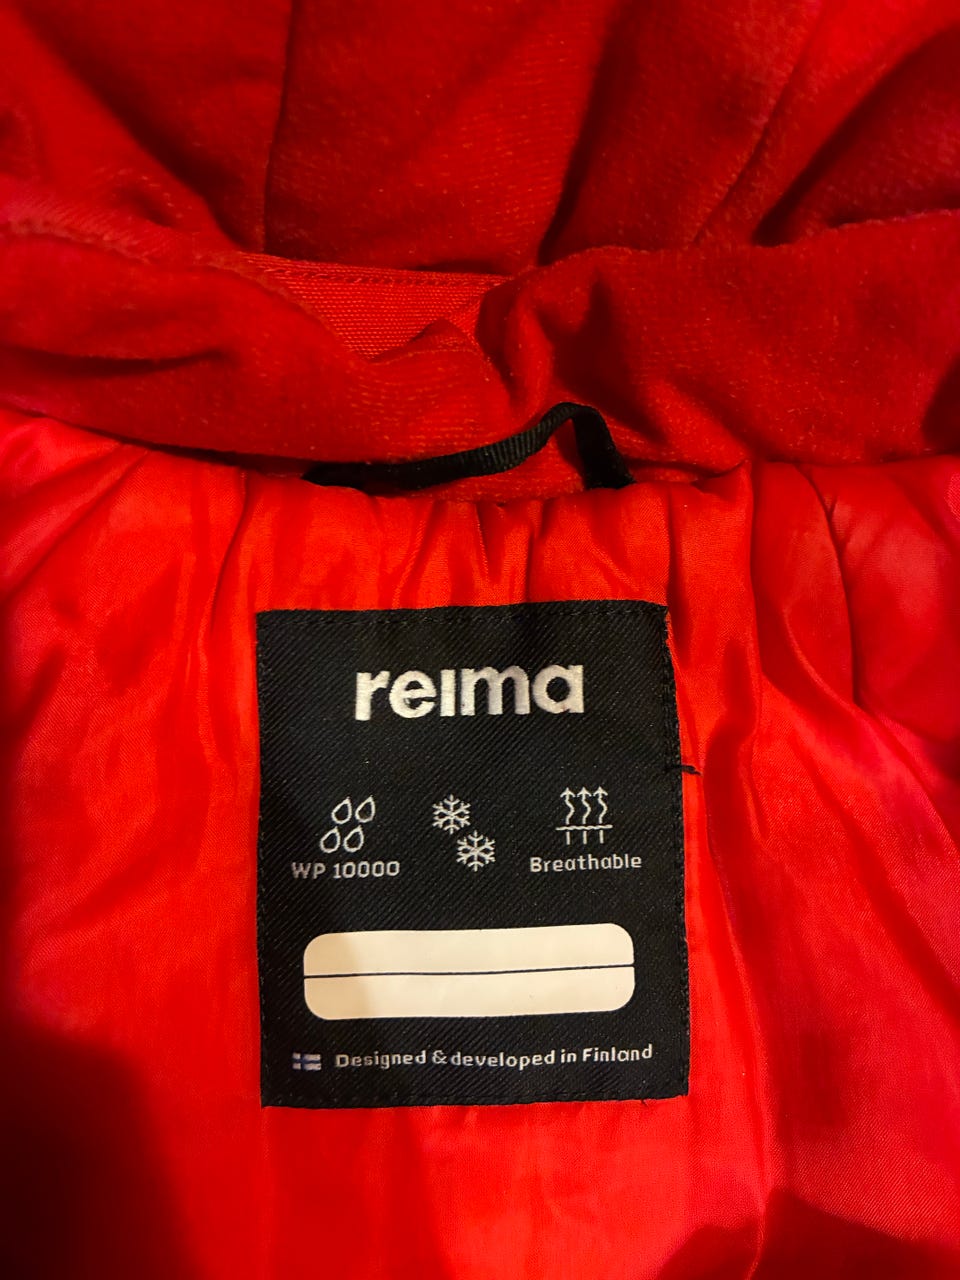 reima
WP 10000
Breathable
Designed & developed in Finland